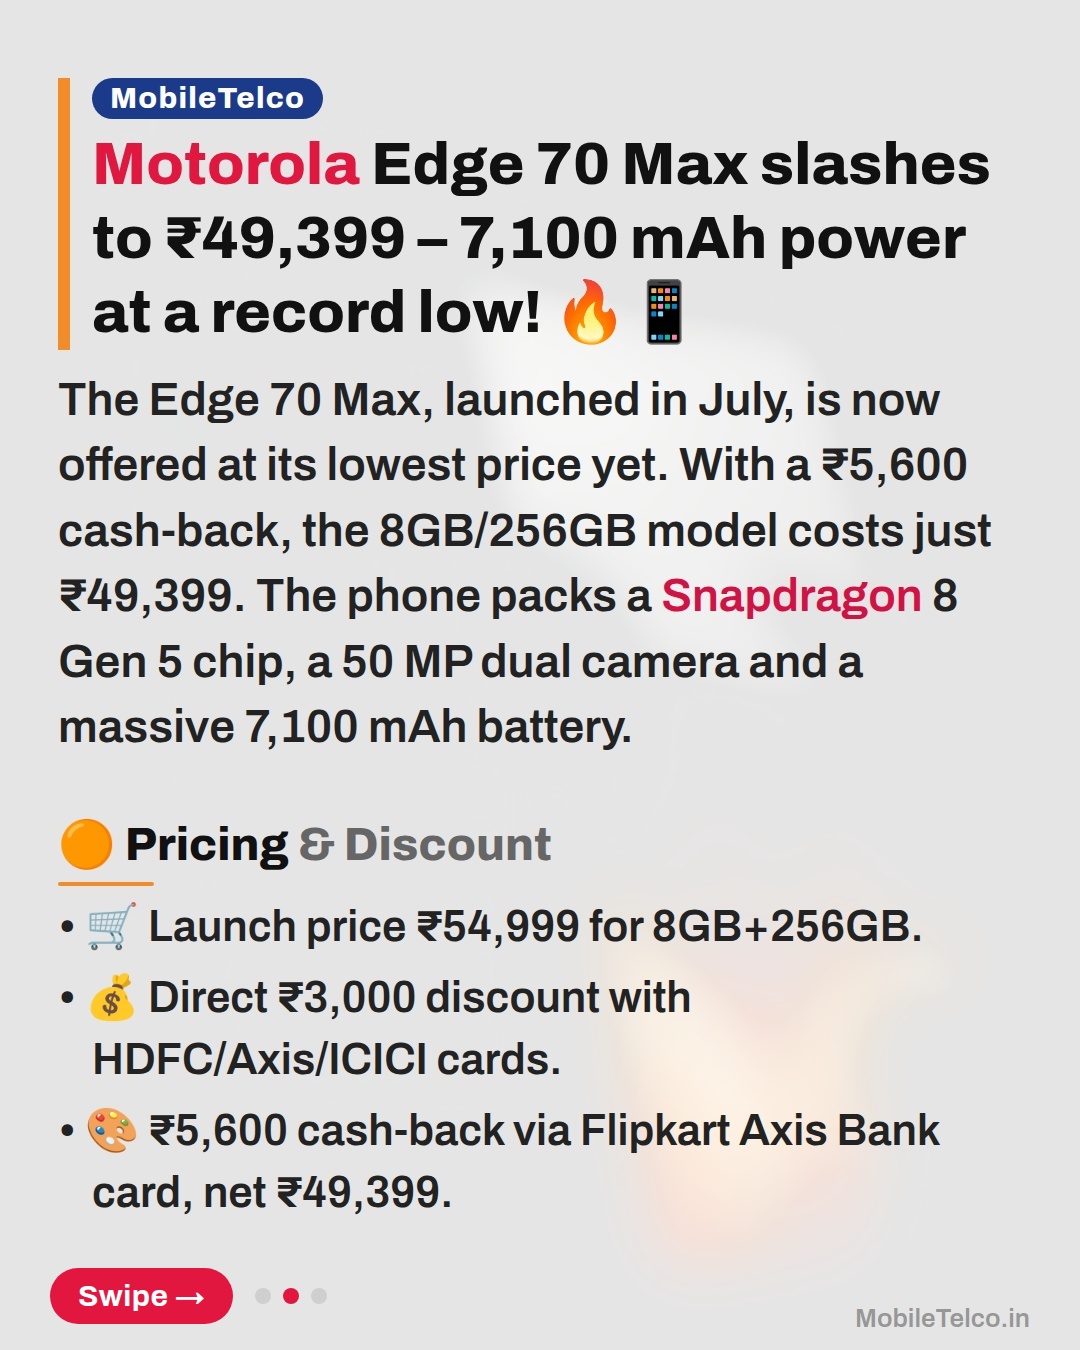 MobileTelco
Motorola Edge 70 Max slashes
to ₹49,399 – 7,100 mAh power
at a record low! 🔥 📱
The Edge 70 Max, launched in July, is now
offered at its lowest price yet. With a ₹5,600
cash-back, the 8GB/256GB model costs just
₹49,399. The phone packs a Snapdragon 8
Gen 5 chip, a 50 MP dual camera and a
massive 7,100 mAh battery.
🟠 Pricing & Discount
• 🛒 Launch price ₹54,999 for 8GB+256GB.
• 💰 Direct ₹3,000 discount with
HDFC/Axis/ICICI cards.
• 🎨 ₹5,600 cash-back via Flipkart Axis Bank
card, net ₹49,399.
Swipe →
MobileTelco.in